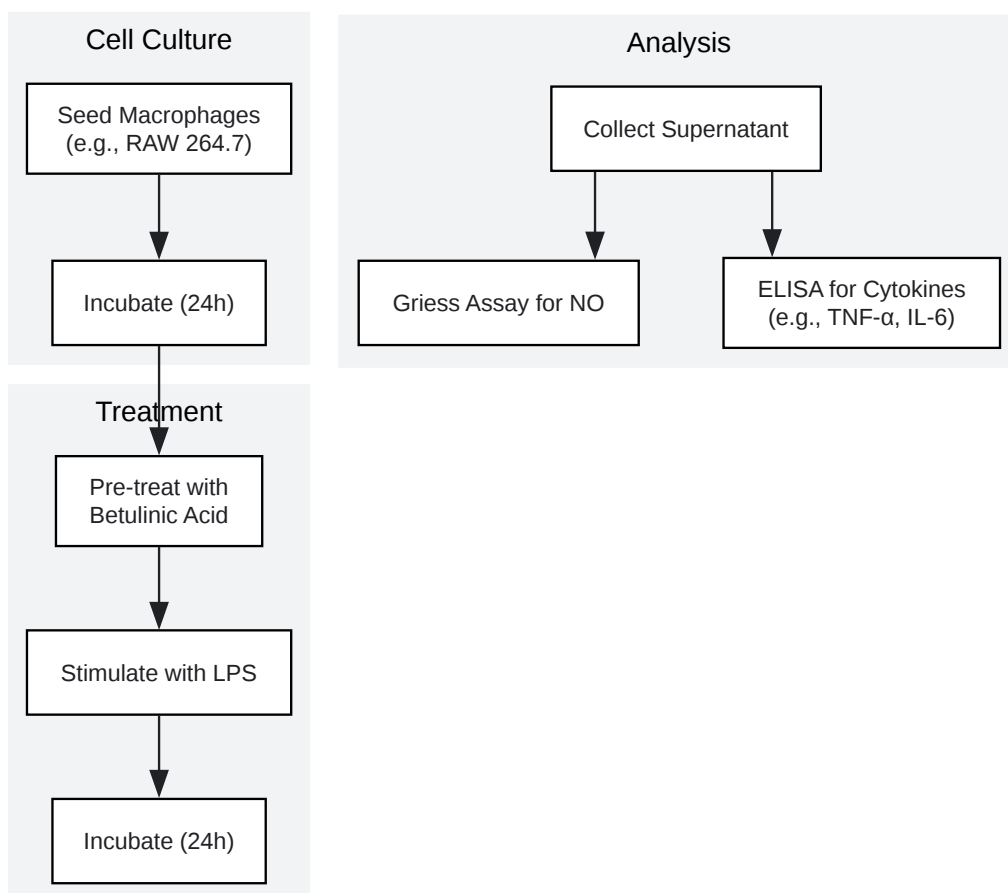 Cell Culture
Seed Macrophages
(e.g., RAW 264.7)
Incubate (24h)
Treatment
Pre-treat with
Betulinic Acid
Stimulate with LPS
Incubate (24h)
Analysis
Collect Supernatant
Griess Assay for NO
ELISA for Cytokines
(e.g., TNF-α, IL-6)